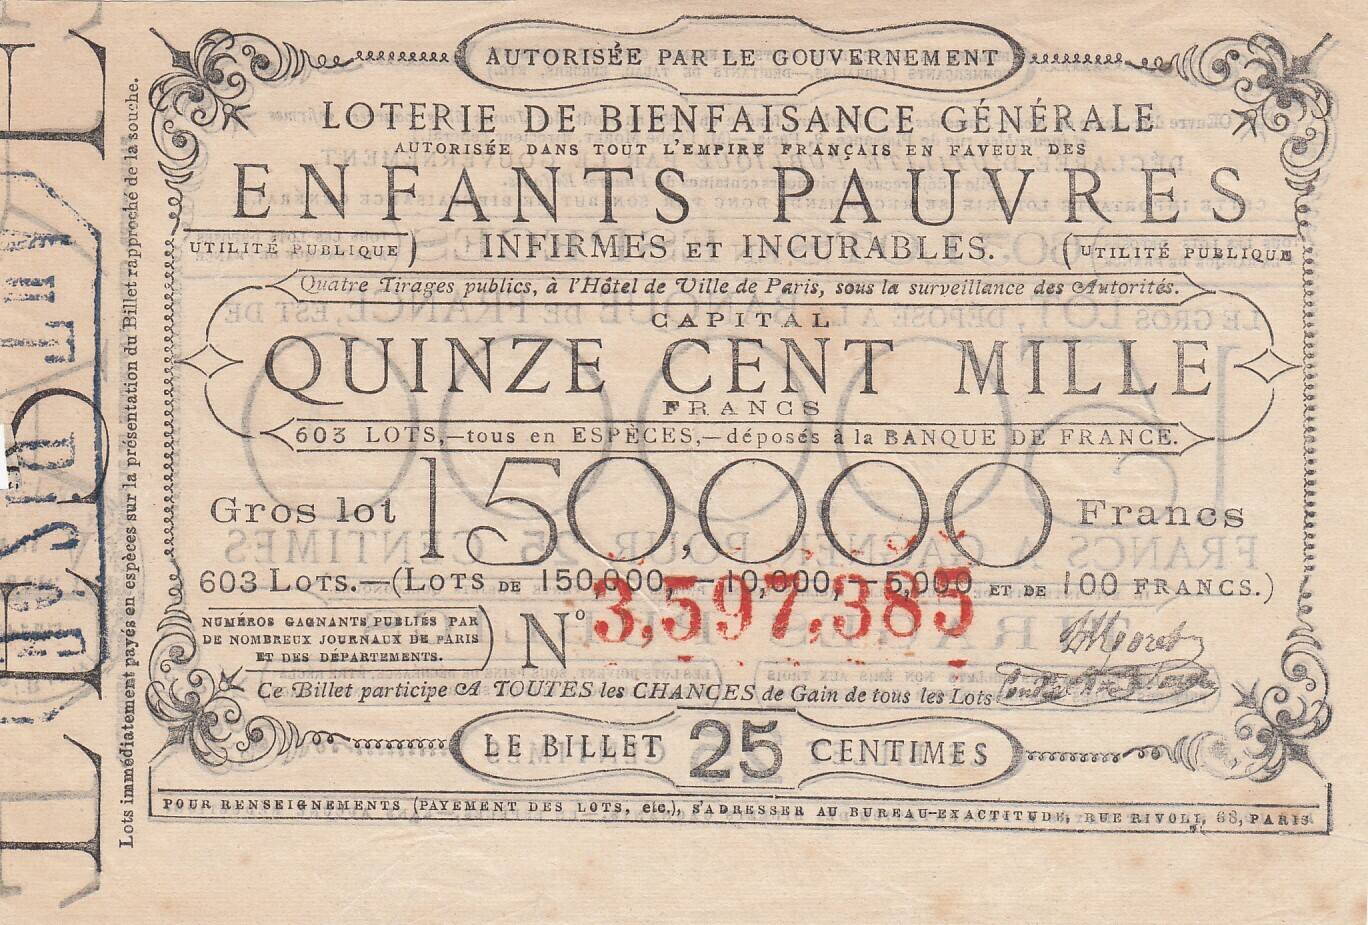 AUTORISÉE PAR LE GOUVERNEMENT
LOTERIE DE BIENFAISANCE GÉNÉRALE
AUTORISÉE DANS TOUT L'EMPIRE FRANÇAIS EN FAVEUR DES
ENFANTS PAUVRES
UTILITÉ PUBLIQUE) INFIRMES ET INCURABLES. (UTILITÉ PUBLIQUE
Quatre Tirages publics, à l'Hôtel de Ville de Paris, sous la surveillance des Autorités.
CAPITAL
QUINZE CENT MILLE
FRANCS
603 LOTS,—tous en ESPÈCES,—déposés à la BANQUE DE FRANCE.
Gros lot 150,000 Francs
603 LOTS.—(LOTS DE 150,000,—10,000,—5,000 ET DE 100 FRANCS.)
NUMÉROS GAGNANTS PUBLIÉS PAR
DE NOMBREUX JOURNAUX DE PARIS
ET DES DÉPARTEMENTS.
N° 3,597,385
Ce Billet participe A TOUTES les CHANCES de Gain de tous les Lots
LE BILLET 25 CENTIMES
POUR RENSEIGNEMENTS (PAYEMENT DES LOTS, etc.), S'ADRESSER AU BUREAU-EXACTITUDE, RUE RIVOLI, 68, PARIS
Lots immédiatement payés en espèces sur la présentation du Billet rapproché de la souche.